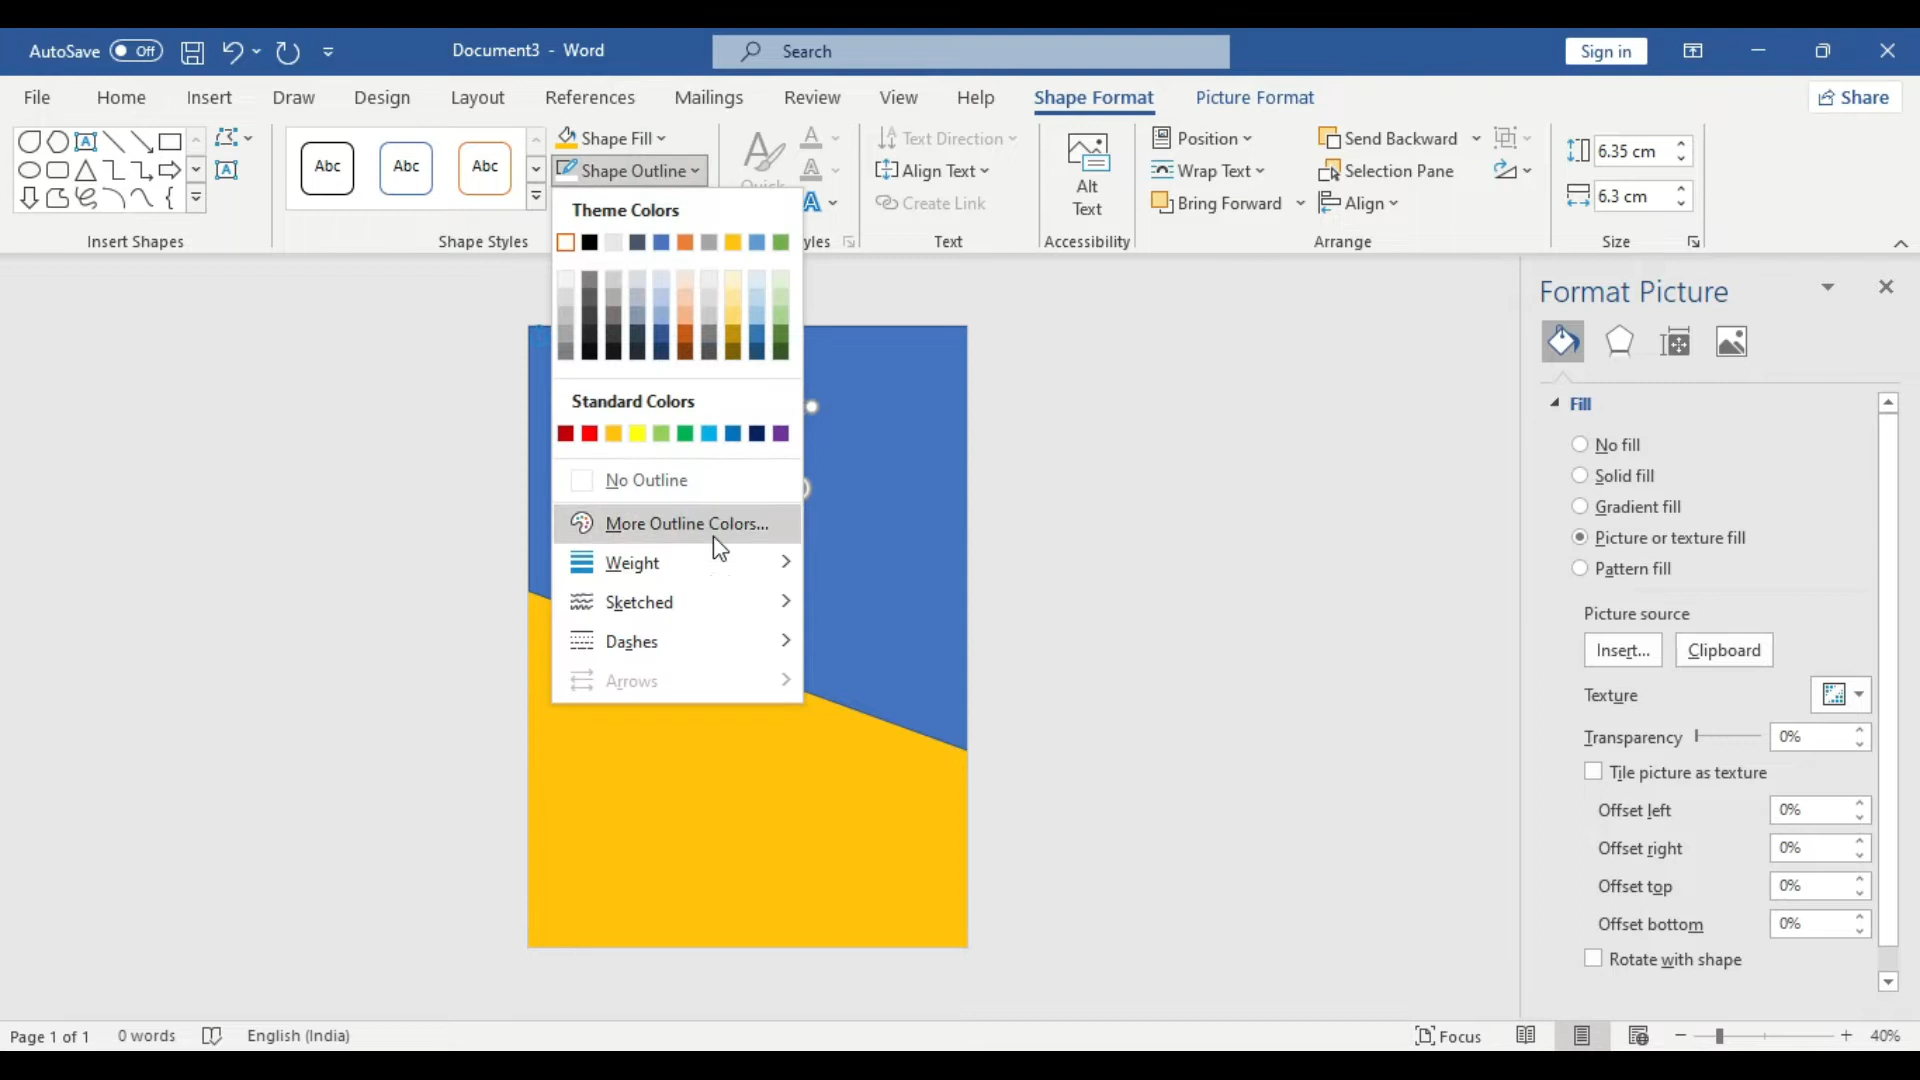 AutoSave Off Document3 - Word Search Sign in
File Home Insert Draw Design Layout References Mailings Review View Help Shape Format Picture Format Share
Abc Abc Abc
Shape Fill
Shape Outline
Text Direction
Align Text
Create Link
Alt
Text
Position
Wrap Text
Bring Forward
Send Backward
Selection Pane
Align
6.35 cm
6.3 cm
Insert Shapes Shape Styles yles Text Accessibility Arrange Size
Theme Colors
Standard Colors
No Outline
More Outline Colors...
Weight
Sketched
Dashes
Arrows
Format Picture
Fill
No fill
Solid fill
Gradient fill
Picture or texture fill
Pattern fill
Picture source
Insert... Clipboard
Texture
Transparency 0%
Tile picture as texture
Offset left 0%
Offset right 0%
Offset top 0%
Offset bottom 0%
Rotate with shape
Page 1 of 1 0 words English (India) Focus 40%